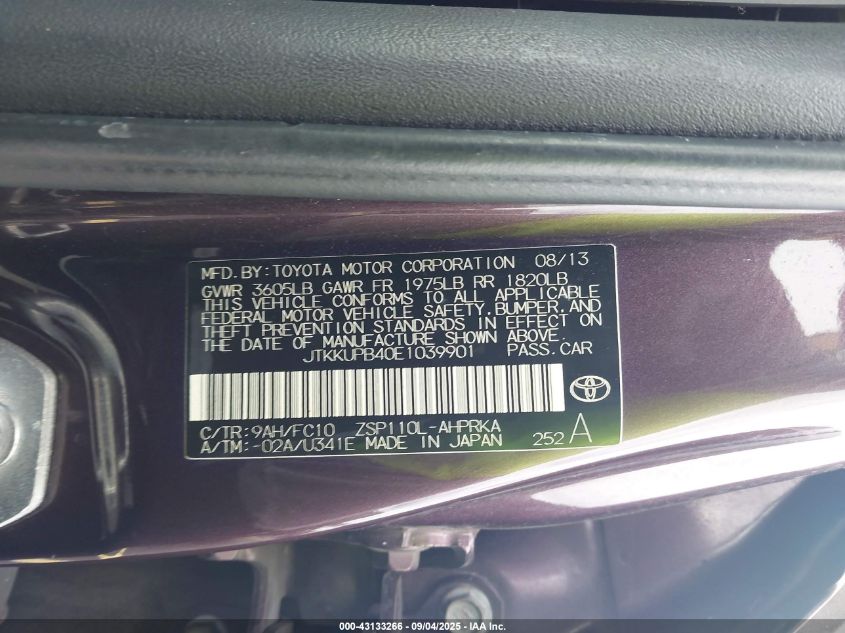 MFD. BY: TOYOTA MOTOR CORPORATION 08/13
GVWR 3605LB GAWR FR 1975LB RR 1820LB
THIS VEHICLE CONFORMS TO ALL APPLICABLE
FEDERAL MOTOR VEHICLE SAFETY, BUMPER, AND
THEFT PREVENTION STANDARDS IN EFFECT ON
THE DATE OF MANUFACTURE SHOWN ABOVE.
JTKKUPB40E1039901 PASS. CAR
C/TR: 9AH/FC10 ZSP110L-AHPRKA
A/TM: -02A/U341E MADE IN JAPAN 252 A
000-43133266 - 09/04/2025 - IAA Inc.